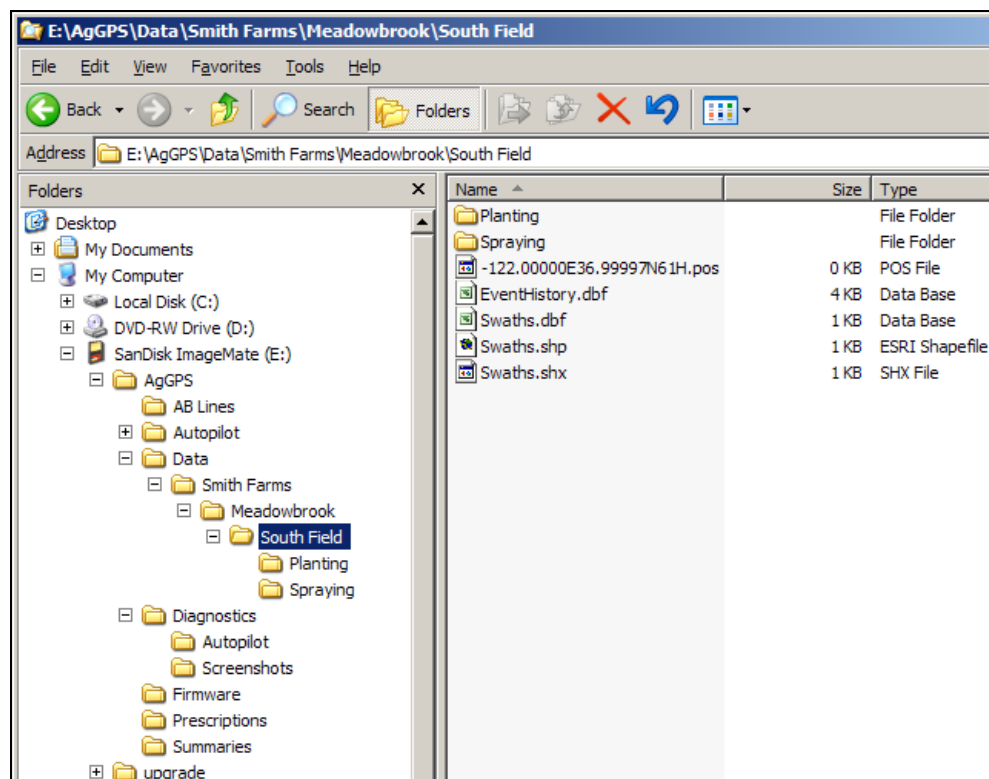 E:\AgGPS\Data\Smith Farms\Meadowbrook\South Field
File Edit View Favorites Tools Help
Back Search Folders
Address E:\AgGPS\Data\Smith Farms\Meadowbrook\South Field
Folders
Desktop
My Documents
My Computer
Local Disk (C:)
DVD-RW Drive (D:)
SanDisk ImageMate (E:)
AgGPS
AB Lines
Autopilot
Data
Smith Farms
Meadowbrook
South Field
Planting
Spraying
Diagnostics
Autopilot
Screenshots
Firmware
Prescriptions
Summaries
upgrade
Name Size Type
Planting File Folder
Spraying File Folder
-122.00000E36.99997N61H.pos 0 KB POS File
EventHistory.dbf 4 KB Data Base
Swaths.dbf 1 KB Data Base
Swaths.shp 1 KB ESRI Shapefile
Swaths.shx 1 KB SHX File